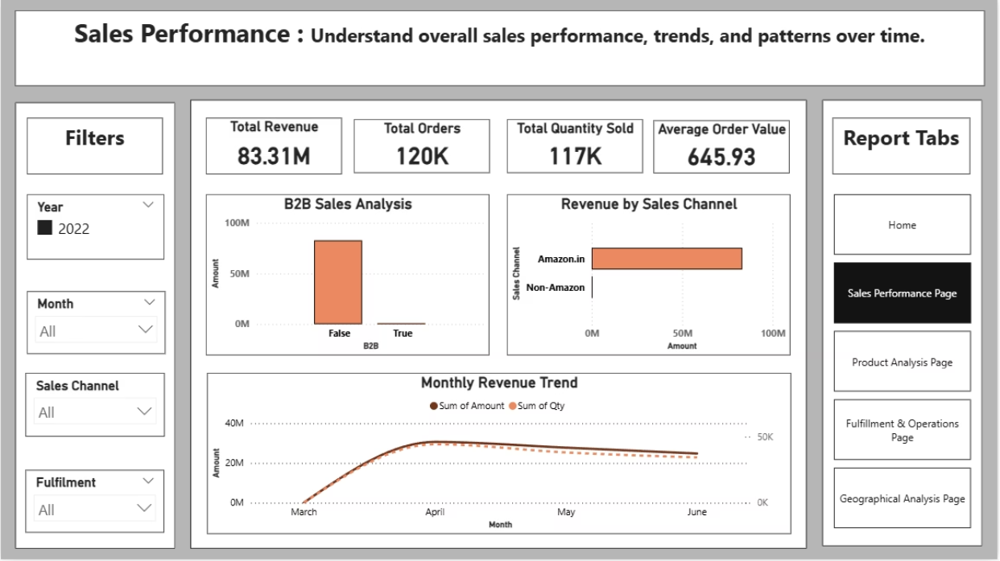 Sales Performance : Understand overall sales performance, trends, and patterns over time.
Filters
Year
2022
Month
All
Sales Channel
All
Fulfilment
All
Total Revenue
83.31M
Total Orders
120K
Total Quantity Sold
117K
Average Order Value
645.93
B2B Sales Analysis
100M
50M
0M
Amount
False
True
B2B
Revenue by Sales Channel
Sales Channel
Amazon.in
Non-Amazon
0M
50M
100M
Amount
Monthly Revenue Trend
Sum of Amount
Sum of Qty
40M
20M
0M
Amount
50K
0K
March
April
May
June
Month
Report Tabs
Home
Sales Performance Page
Product Analysis Page
Fulfillment & Operations
Page
Geographical Analysis Page